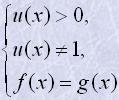 u(x) > 0,
u(x) ≠ 1,
f(x) = g(x)